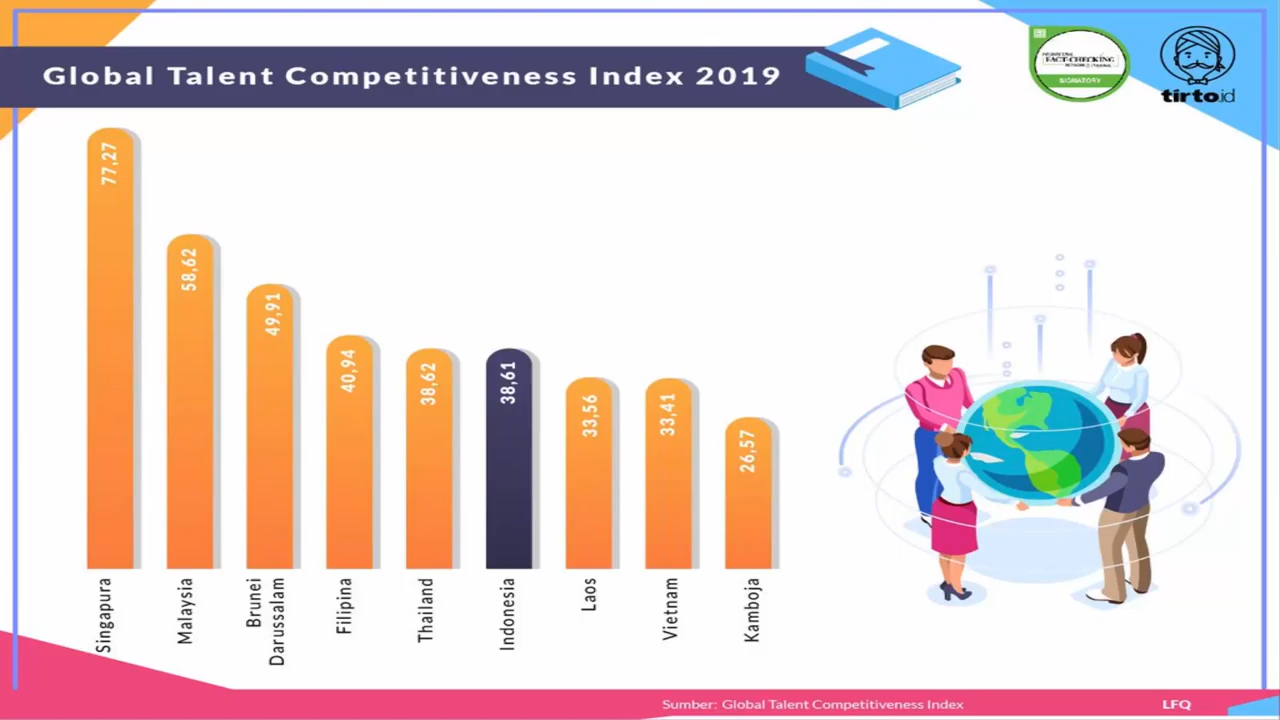 Global Talent Competitiveness Index 2019
FACT-CHECKING
SIGNATORY
tirto.id
77,27
58,62
49,91
40,94
38,62
38,61
33,56
33,41
26,57
Singapura
Malaysia
Brunei
Darussalam
Filipina
Thailand
Indonesia
Laos
Vietnam
Kamboja
Sumber: Global Talent Competitiveness Index
LFQ